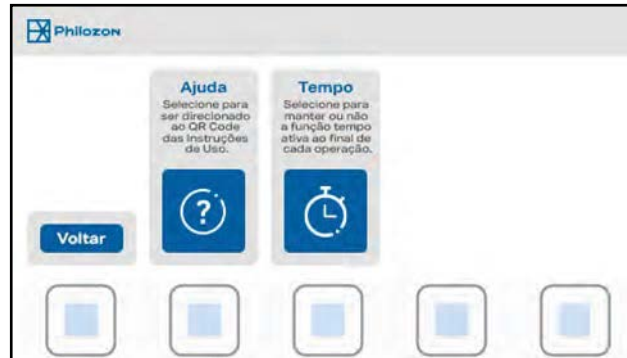 PhilozoN
Ajuda
Selecione para
ser direcionado
ao QR Code
das Instruções
de Uso.
Tempo
Selecione para
manter ou não
a função tempo
ativa ao final de
cada operação.
?
Voltar